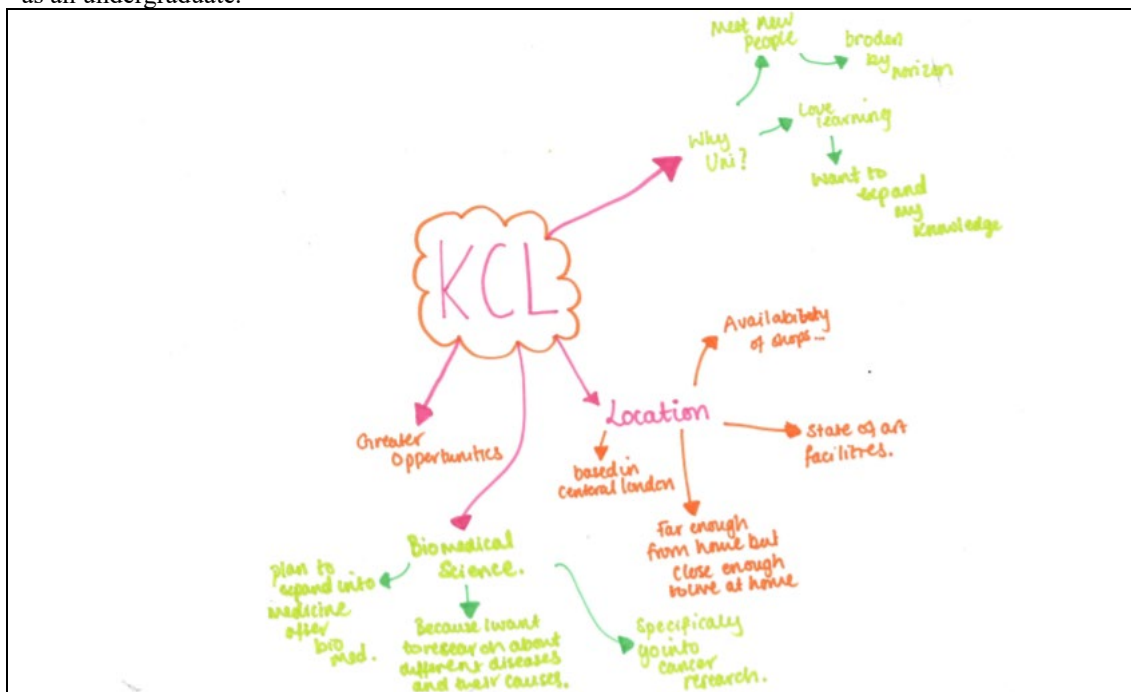 as an undergraduate.
KCL
Why
Uni?
Meet new
People
broden
my
horizon
Love
learning
Want to
expand
my
knowledge
Location
Availability
of shops...
State of art
facilitres.
based in
central london
Far enough
from home but
close enough
to live at home
Greater
opportunities
Biomedical
Science.
plan to
expand into
medicine
after
bio
med.
Because I want
to research about
different diseases
and their causes.
Specificaly
go into
cancer
research.